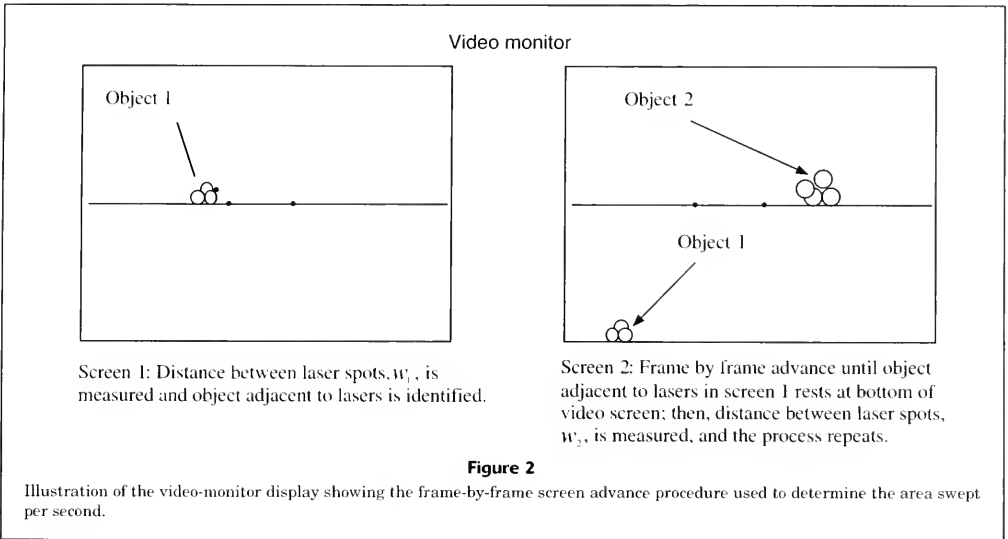 Video monitor
Object 1
Object 2
Object 1
Screen 1: Distance between laser spots, w₁, is
measured and object adjacent to lasers is identified.
Screen 2: Frame by frame advance until object
adjacent to lasers in screen 1 rests at bottom of
video screen; then, distance between laser spots,
w₂, is measured, and the process repeats.
Figure 2
Illustration of the video-monitor display showing the frame-by-frame screen advance procedure used to determine the area swept
per second.